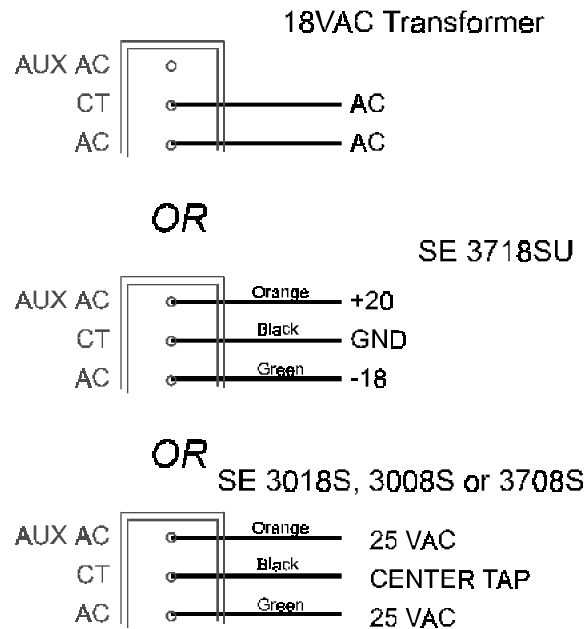 18VAC Transformer
AUX AC
CT AC
AC AC
OR
SE 3718SU
AUX AC Orange +20
CT Black GND
AC Green -18
OR
SE 3018S, 3008S or 3708S
AUX AC Orange 25 VAC
CT Black CENTER TAP
AC Green 25 VAC